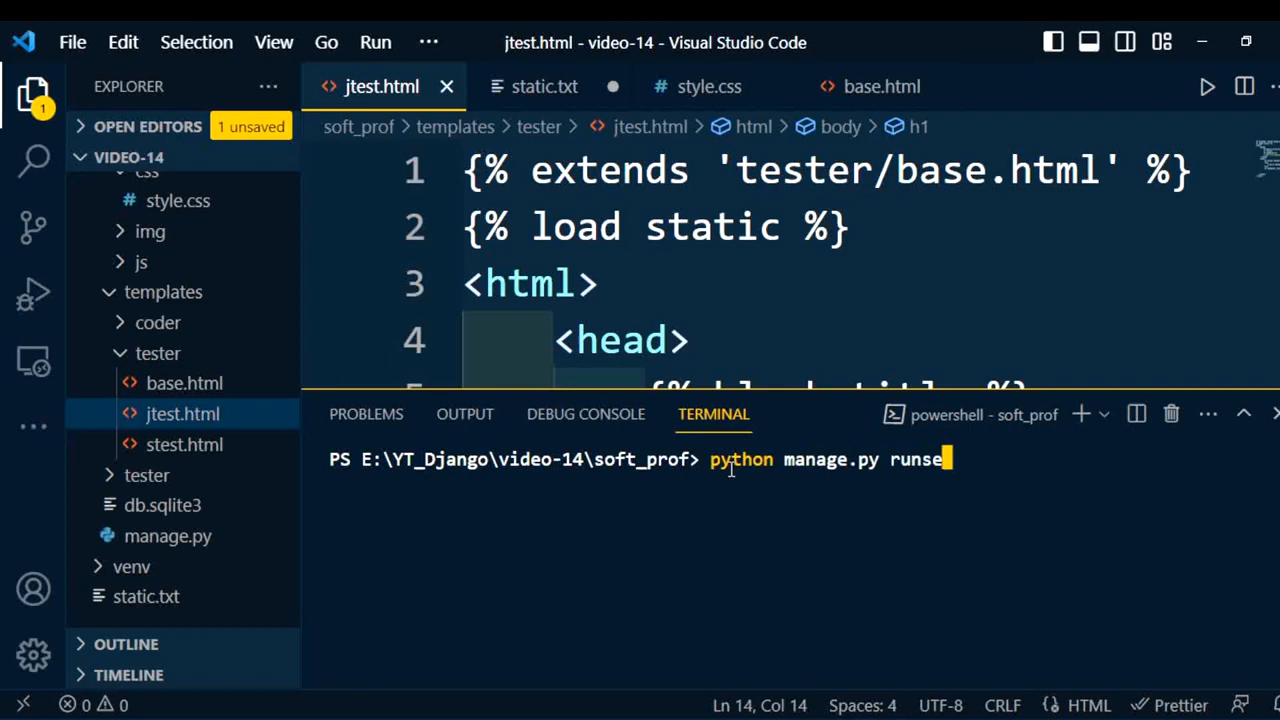 File Edit Selection View Go Run ··· jtest.html - video-14 - Visual Studio Code
EXPLORER ···
1
OPEN EDITORS 1 unsaved
VIDEO-14
css
style.css
img
js
templates
coder
tester
base.html
jtest.html
stest.html
tester
db.sqlite3
manage.py
venv
static.txt
OUTLINE
TIMELINE
jtest.html static.txt style.css base.html
soft_prof > templates > tester > jtest.html > html > body > h1
1 {% extends 'tester/base.html' %}
2 {% load static %}
3 <html>
4 <head>
{% block title %}
PROBLEMS OUTPUT DEBUG CONSOLE TERMINAL powershell - soft_prof
PS E:\YT_Django\video-14\soft_prof> python manage.py runse
0 0 Ln 14, Col 14 Spaces: 4 UTF-8 CRLF HTML Prettier